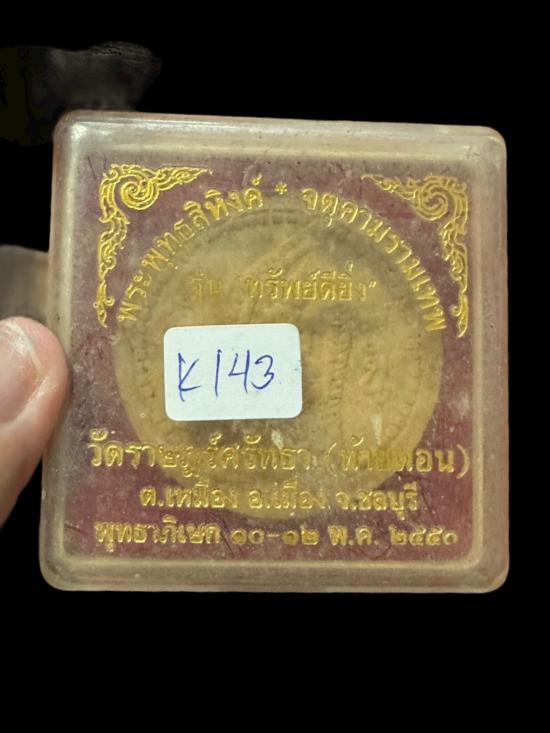 พระพุทธสิหิงค์ * จตุคามรามเทพ
รุ่น "ทรัพย์ดียิ่ง"
K143
วัดราษฎร์ศรัทธา (ท้ายดอน)
ต.เหมือง อ.เมือง จ.ชลบุรี
พุทธาภิเษก ๑๐-๑๒ พ.ค. ๒๕๕๐